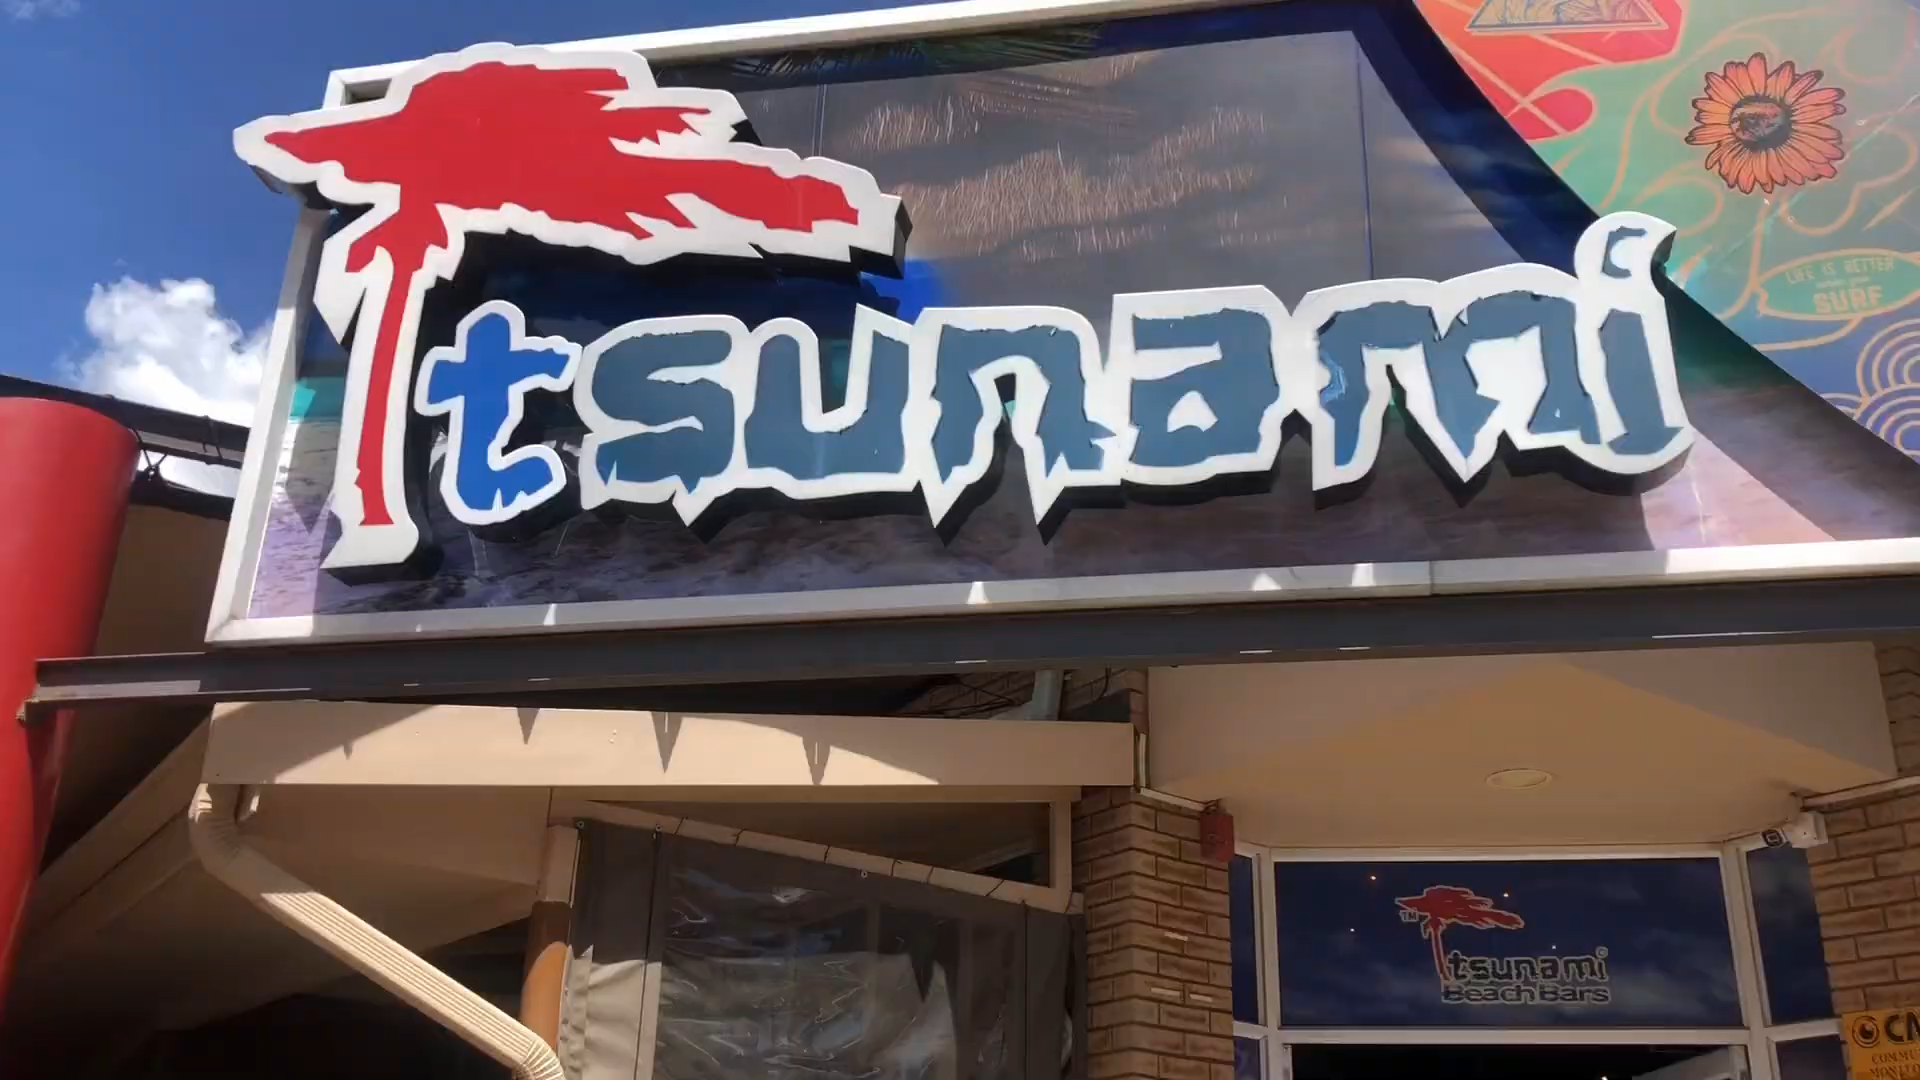 tsunami
LIFE IS BETTER
SURF
TM
tsunami
Beach Bars